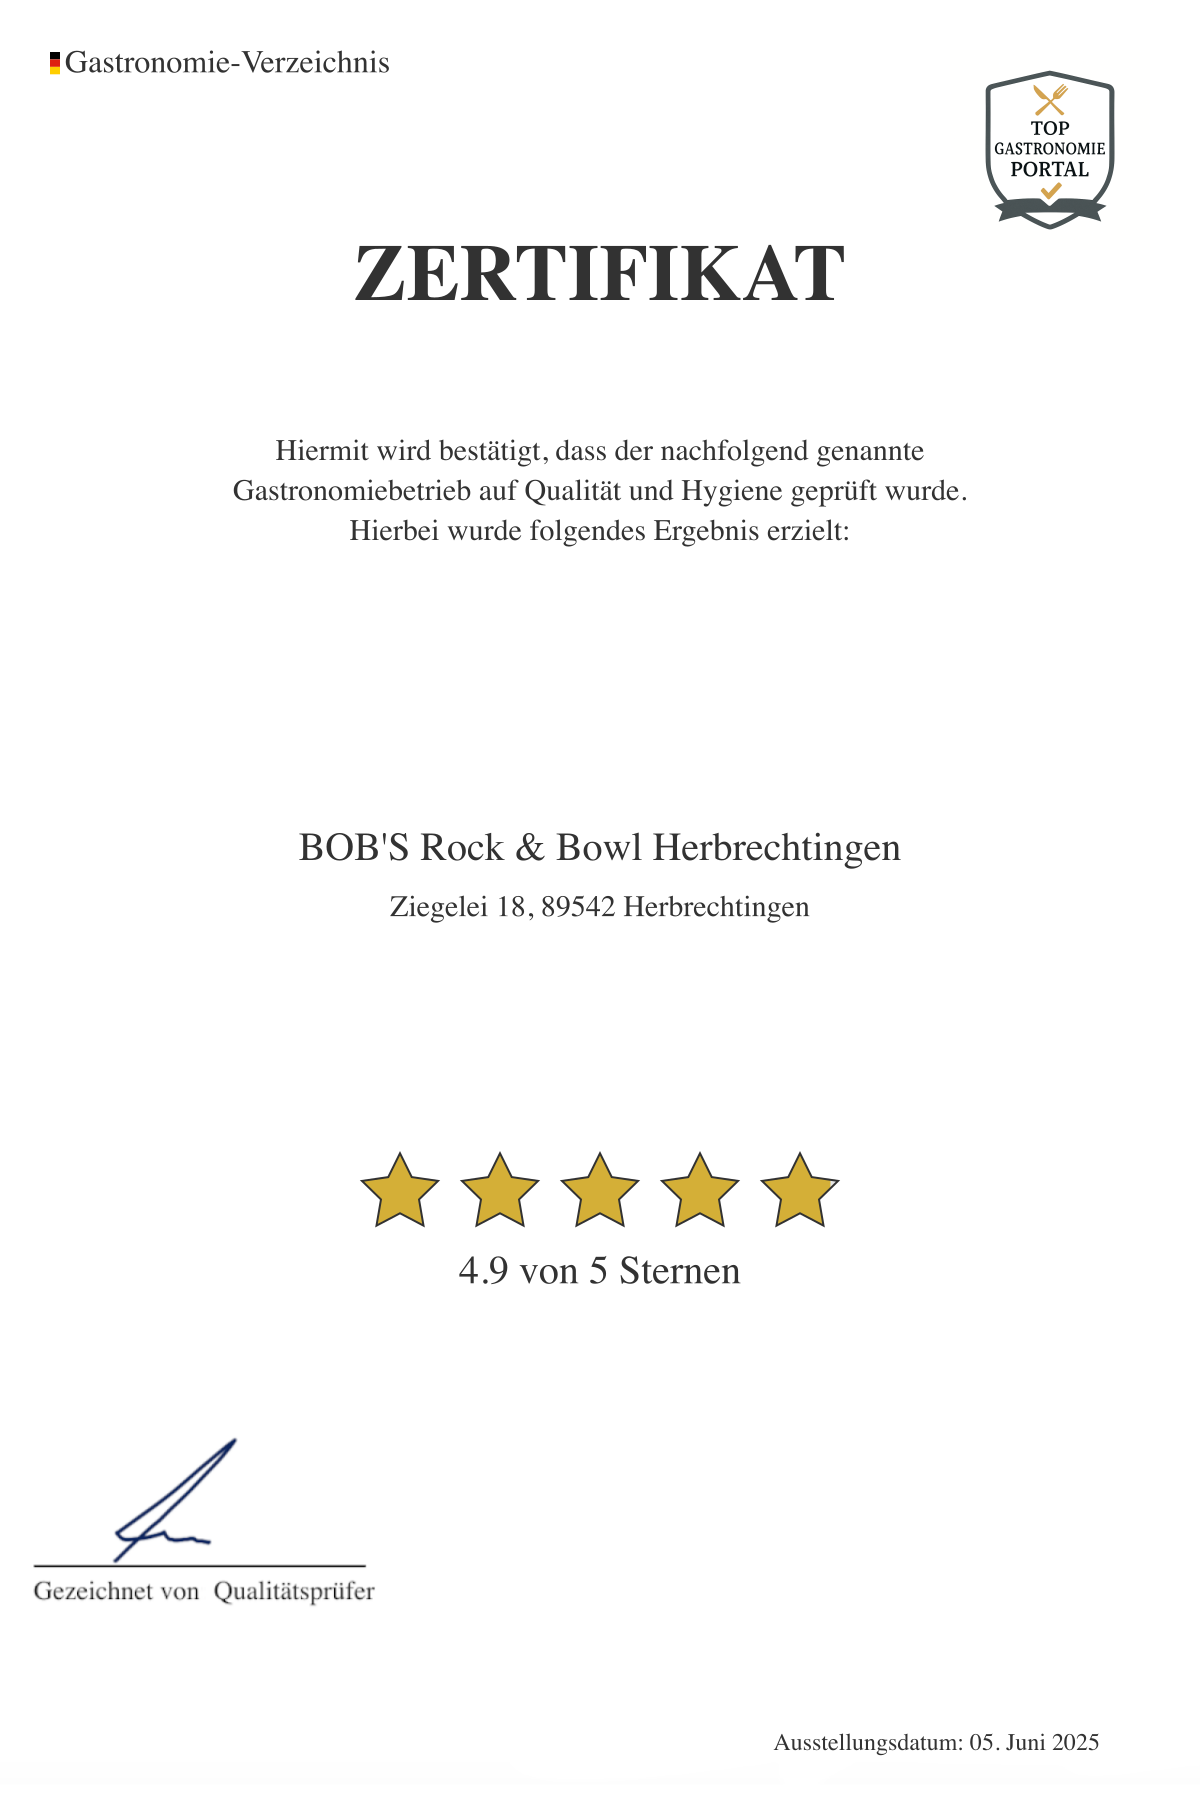 Gastronomie-Verzeichnis
TOP
GASTRONOMIE
PORTAL
ZERTIFIKAT
Hiermit wird bestätigt, dass der nachfolgend genannte
Gastronomiebetrieb auf Qualität und Hygiene geprüft wurde.
Hierbei wurde folgendes Ergebnis erzielt:
BOB'S Rock & Bowl Herbrechtingen
Ziegelei 18, 89542 Herbrechtingen
4.9 von 5 Sternen
Gezeichnet von Qualitätsprüfer
Ausstellungsdatum: 05. Juni 2025